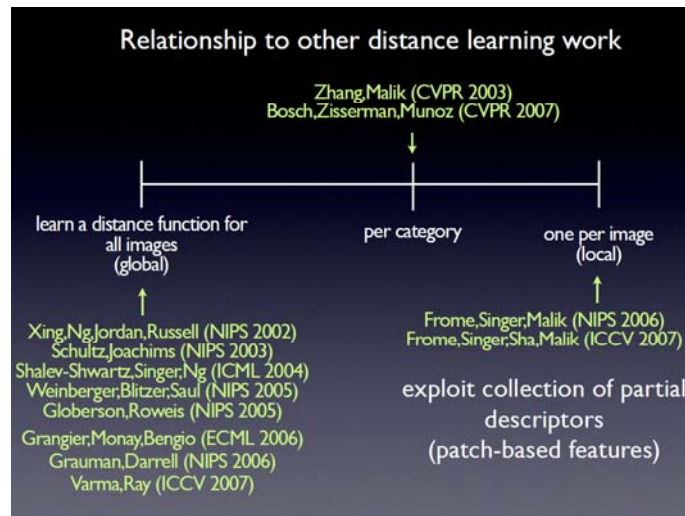 Relationship to other distance learning work
Zhang,Malik (CVPR 2003)
Bosch,Zisserman,Munoz (CVPR 2007)
learn a distance function for
all images
(global)
per category
one per image
(local)
Xing,Ng,Jordan,Russell (NIPS 2002)
Schultz,Joachims (NIPS 2003)
Shalev-Shwartz,Singer,Ng (ICML 2004)
Weinberger,Blitzer,Saul (NIPS 2005)
Globerson,Roweis (NIPS 2005)
Grangier,Monay,Bengio (ECML 2006)
Grauman,Darrell (NIPS 2006)
Varma,Ray (ICCV 2007)
Frome,Singer,Malik (NIPS 2006)
Frome,Singer,Sha,Malik (ICCV 2007)
exploit collection of partial
descriptors
(patch-based features)